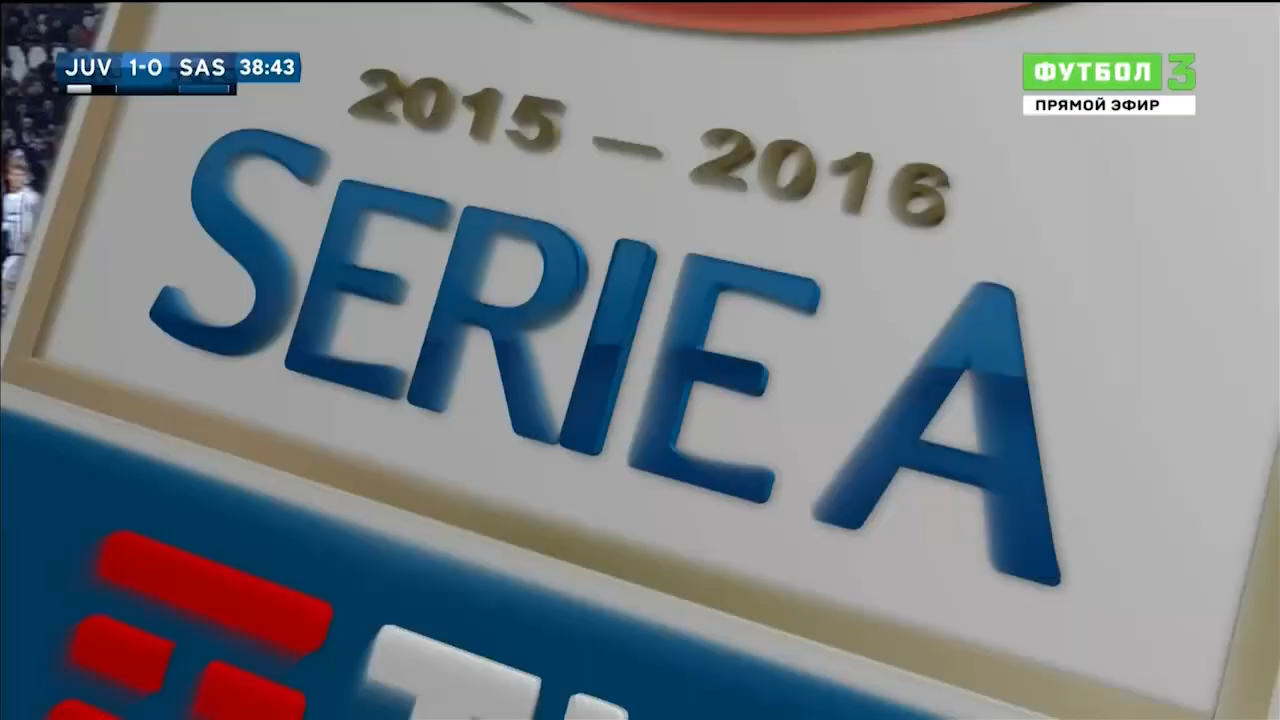 JUV 1-0 SAS 38:43
ФУТБОЛ 3
ПРЯМОЙ ЭФИР
2015 — 2016
SERIE A